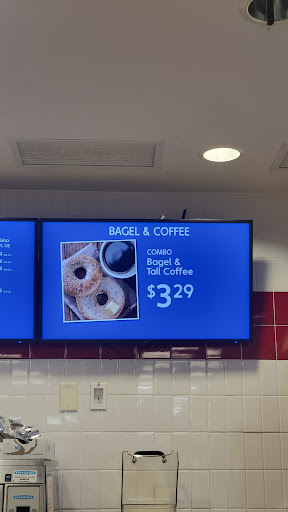 BAGEL & COFFEE
COMBO
Bagel &
Tall Coffee
$3 29